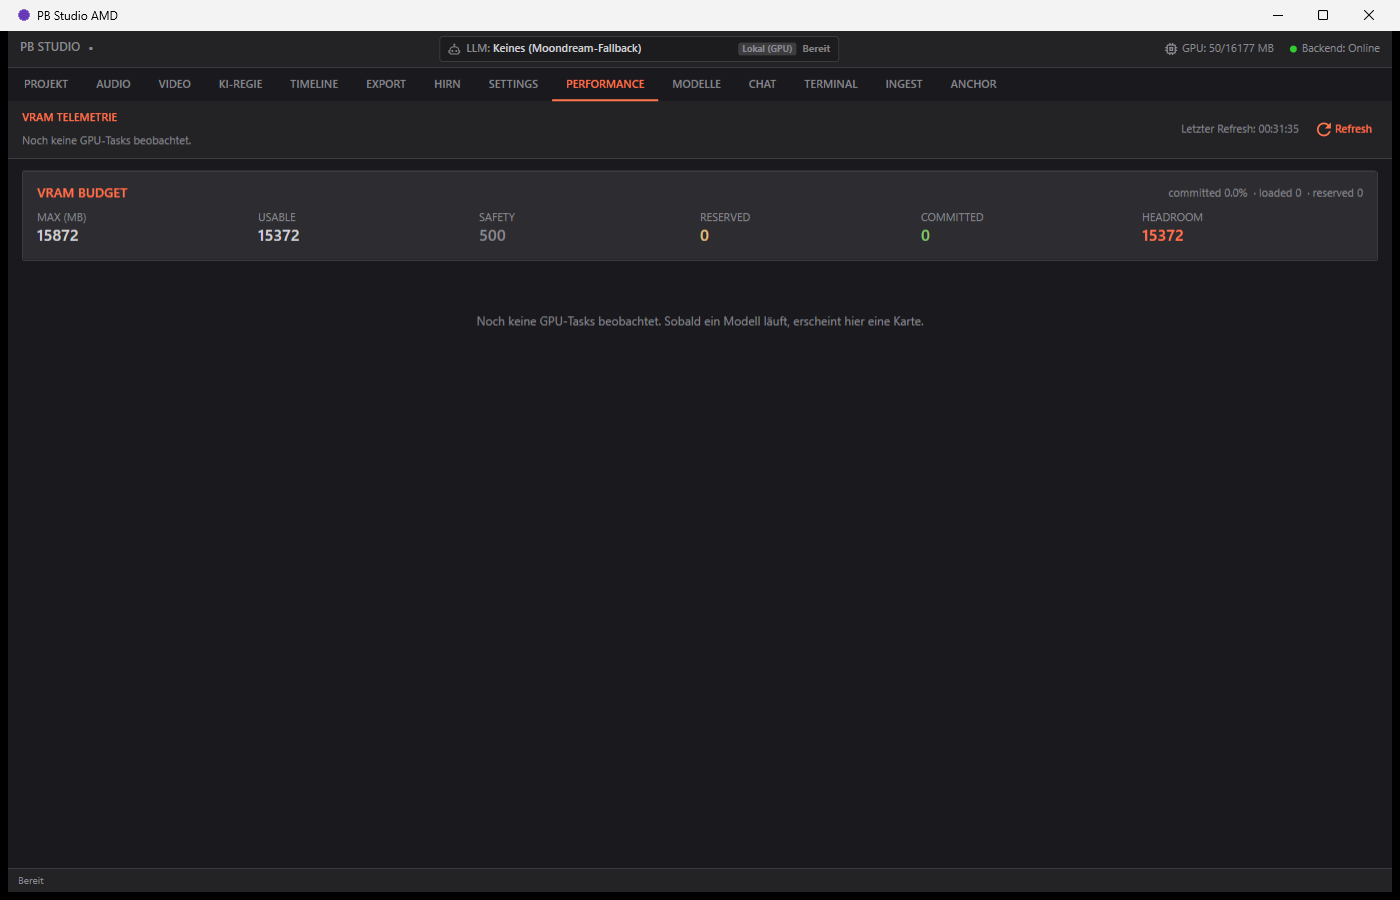 PB Studio AMD
PB STUDIO •
LLM: Keines (Moondream-Fallback) Lokal (GPU) Bereit
GPU: 50/16177 MB Backend: Online
PROJEKT AUDIO VIDEO KI-REGIE TIMELINE EXPORT HIRN SETTINGS PERFORMANCE MODELLE CHAT TERMINAL INGEST ANCHOR
VRAM TELEMETRIE
Noch keine GPU-Tasks beobachtet.
Letzter Refresh: 00:31:35 Refresh
VRAM BUDGET
committed 0.0% · loaded 0 · reserved 0
MAX (MB) USABLE SAFETY RESERVED COMMITTED HEADROOM
15872 15372 500 0 0 15372
Noch keine GPU-Tasks beobachtet. Sobald ein Modell läuft, erscheint hier eine Karte.
Bereit